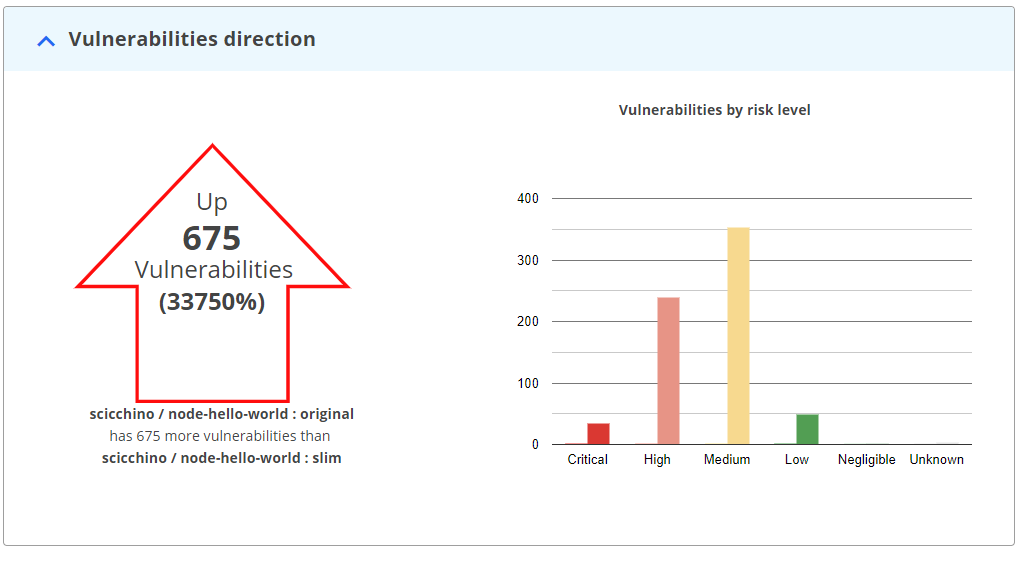 Vulnerabilities direction
Up
675
Vulnerabilities
(33750%)
scicchino / node-hello-world : original
has 675 more vulnerabilities than
scicchino / node-hello-world : slim
Vulnerabilities by risk level
400
300
200
100
0
Critical High Medium Low Negligible Unknown